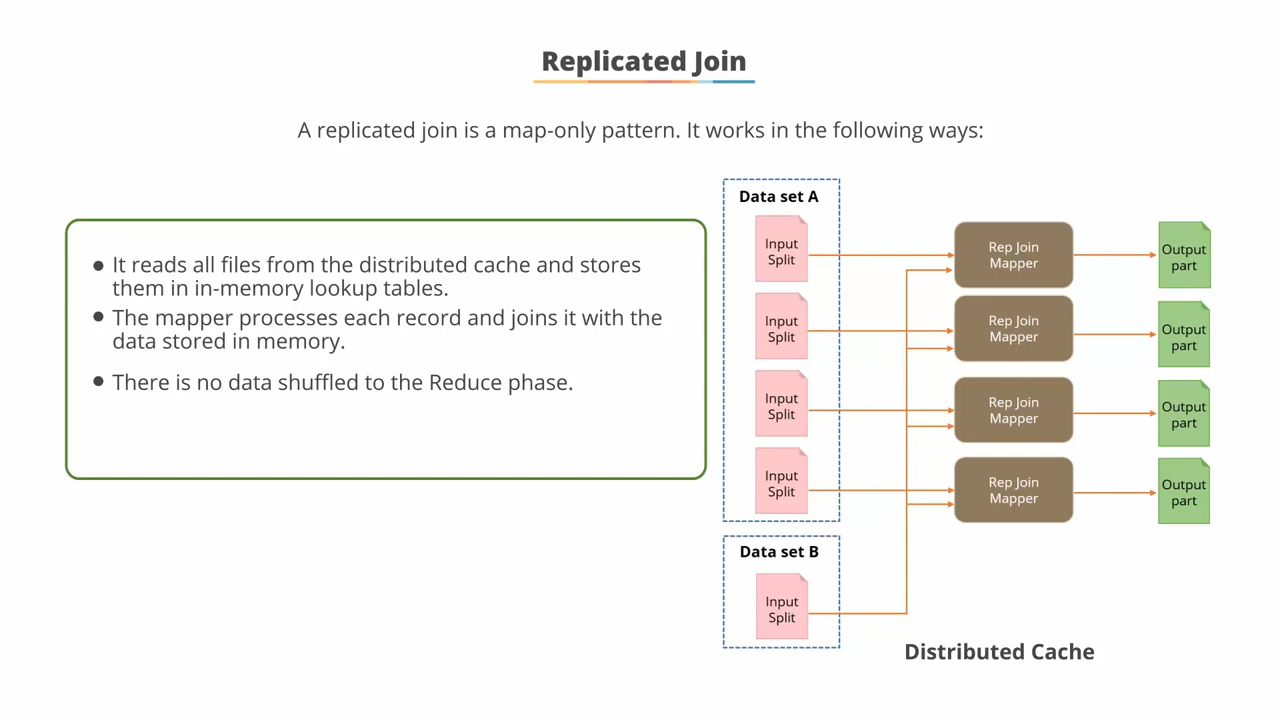 Replicated Join
A replicated join is a map-only pattern. It works in the following ways:
● It reads all files from the distributed cache and stores
them in in-memory lookup tables.
● The mapper processes each record and joins it with the
data stored in memory.
● There is no data shuffled to the Reduce phase.
Data set A
Input
Split
Input
Split
Input
Split
Input
Split
Data set B
Input
Split
Rep Join
Mapper
Rep Join
Mapper
Rep Join
Mapper
Rep Join
Mapper
Output
part
Output
part
Output
part
Output
part
Distributed Cache